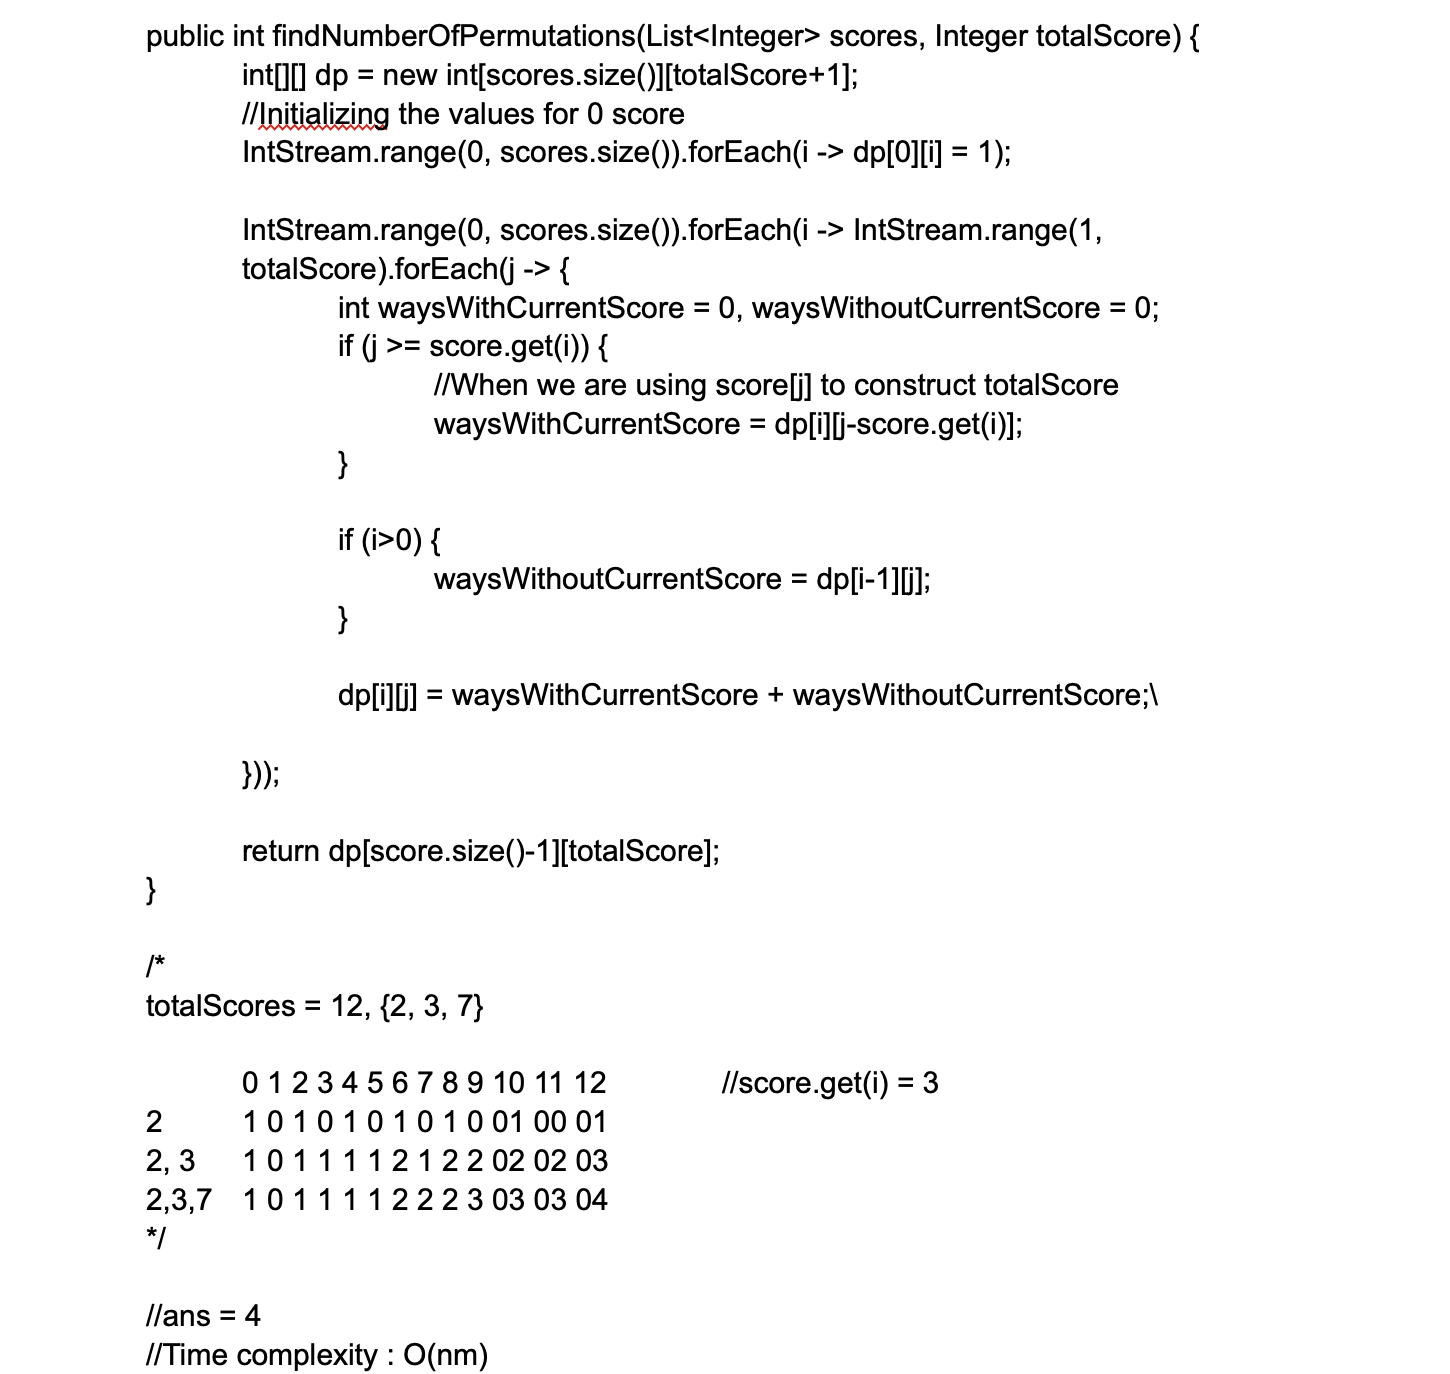 public int findNumberOfPermutations(List<Integer> scores, Integer totalScore) {
int[][] dp = new int[scores.size()][totalScore+1];
//Initializing the values for 0 score
IntStream.range(0, scores.size()).forEach(i -> dp[0][i] = 1);
IntStream.range(0, scores.size()).forEach(i -> IntStream.range(1,
totalScore).forEach(j -> {
int waysWithCurrentScore = 0, waysWithoutCurrentScore = 0;
if (j >= score.get(i)) {
//When we are using score[j] to construct totalScore
waysWithCurrentScore = dp[i][j-score.get(i)];
}
if (i>0) {
waysWithoutCurrentScore = dp[i-1][j];
}
dp[i][j] = waysWithCurrentScore + waysWithoutCurrentScore;\
}));
return dp[score.size()-1][totalScore];
}
/*
totalScores = 12, {2, 3, 7}
0 1 2 3 4 5 6 7 8 9 10 11 12 //score.get(i) = 3
2 1 0 1 0 1 0 1 0 1 0 01 00 01
2, 3 1 0 1 1 1 1 2 1 2 2 02 02 03
2,3,7 1 0 1 1 1 1 2 2 2 3 03 03 04
*/
//ans = 4
//Time complexity : O(nm)